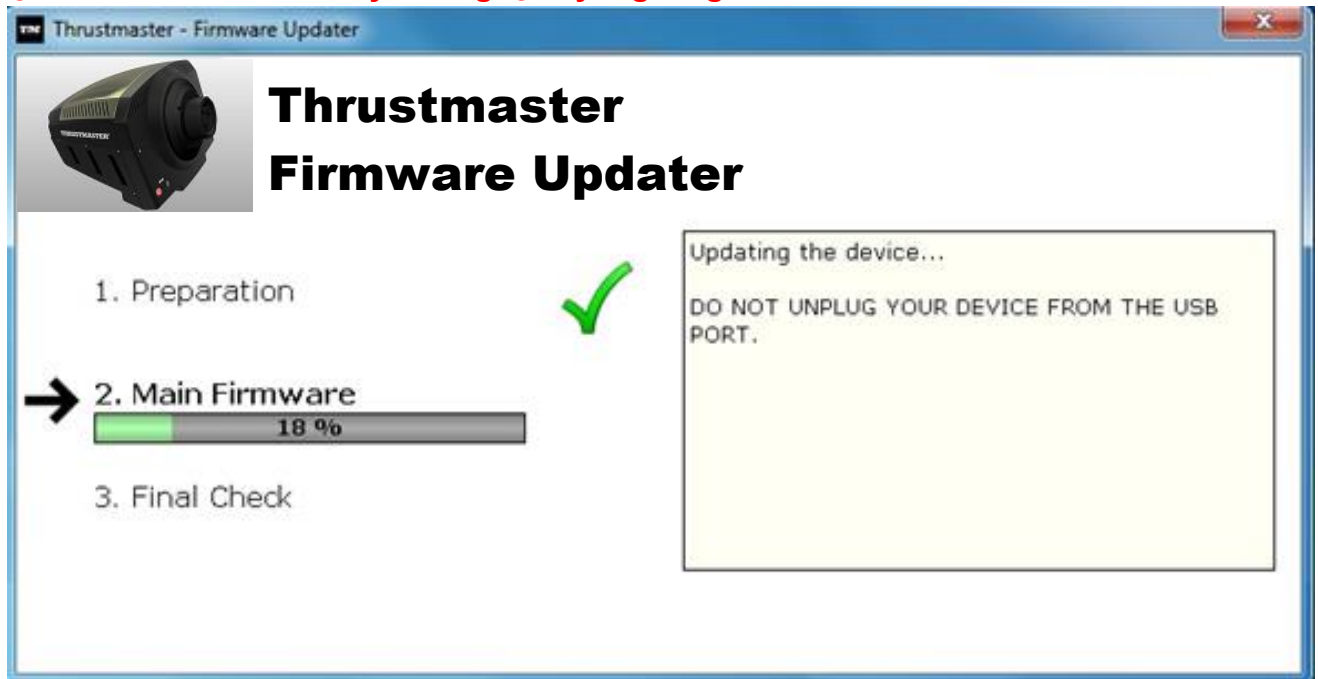 Thrustmaster - Firmware Updater
THRUSTMASTER
Thrustmaster
Firmware Updater
1. Preparation
2. Main Firmware
18 %
3. Final Check
Updating the device...
DO NOT UNPLUG YOUR DEVICE FROM THE USB
PORT.